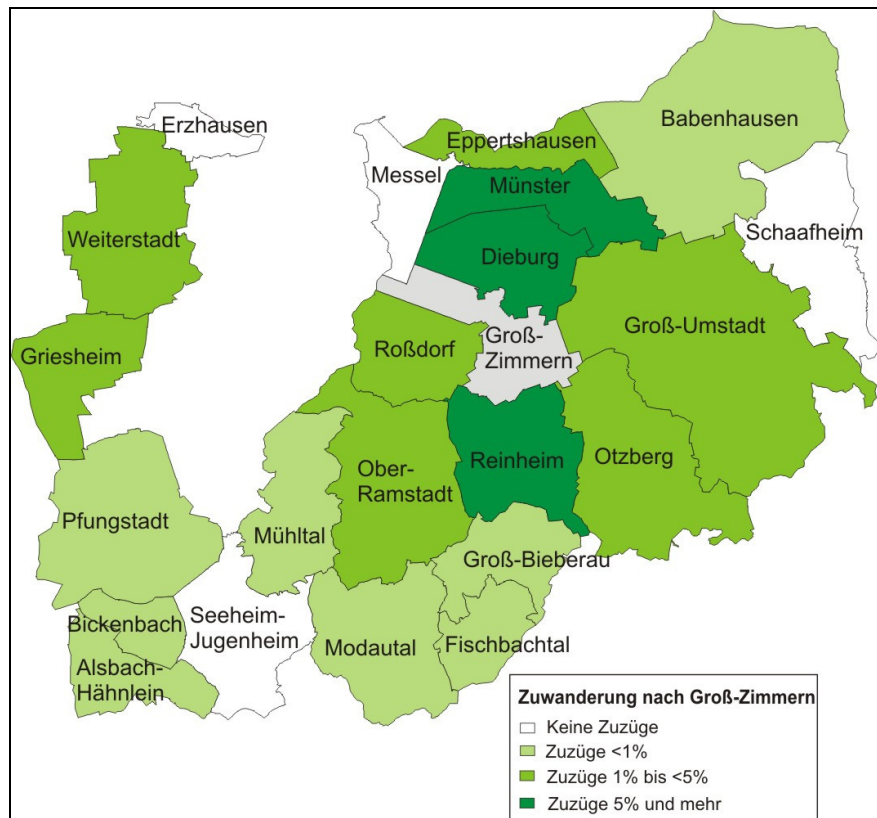 Babenhausen
Erzhausen
Eppertshausen
Messel
Münster
Schaafheim
Weiterstadt
Dieburg
Groß-Umstadt
Groß-
Zimmern
Roßdorf
Griesheim
Reinheim
Otzberg
Ober-
Ramstadt
Pfungstadt
Mühltal
Groß-Bieberau
Seeheim-
Jugenheim
Bickenbach
Modautal
Fischbachtal
Alsbach-
Hähnlein
Zuwanderung nach Groß-Zimmern
Keine Zuzüge
Zuzüge <1%
Zuzüge 1% bis <5%
Zuzüge 5% und mehr